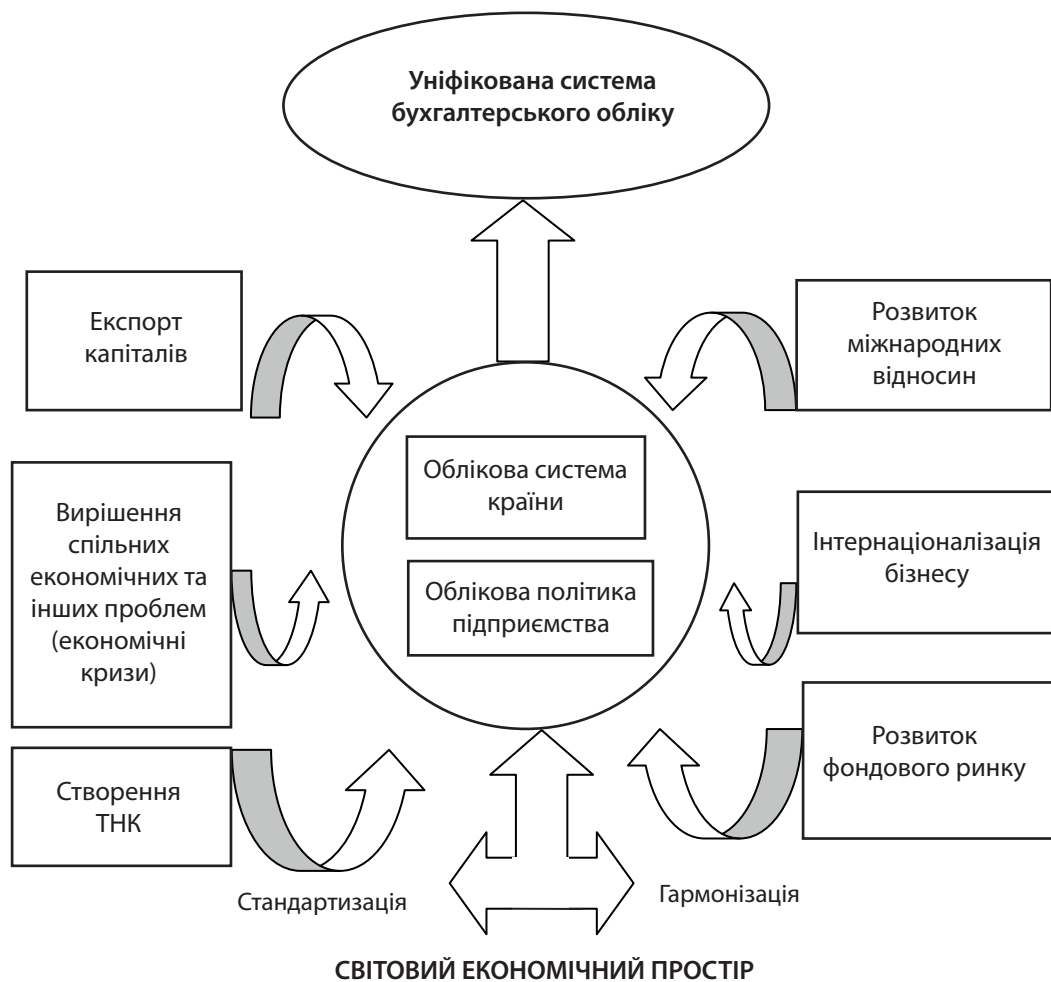 Уніфікована система
бухгалтерського обліку
Експорт
капіталів
Розвиток
міжнародних
відносин
Облікова система
країни
Вирішення
спільних
економічних та
інших проблем
(економічні
кризи)
Інтернаціоналізація
бізнесу
Облікова політика
підприємства
Створення
ТНК
Розвиток
фондового ринку
Стандартизація
Гармонізація
СВІТОВИЙ ЕКОНОМІЧНИЙ ПРОСТІР